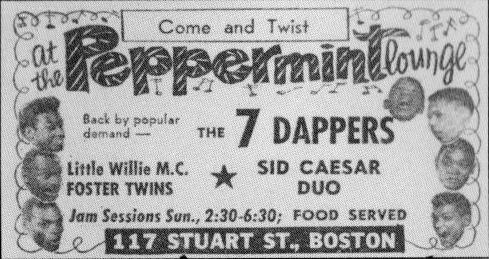 Come and Twist
at the Peppermint lounge
Back by popular
demand —
THE 7 DAPPERS
Little Willie M.C.
FOSTER TWINS
★
SID CAESAR
DUO
Jam Sessions Sun., 2:30-6:30; FOOD SERVED
117 STUART ST., BOSTON